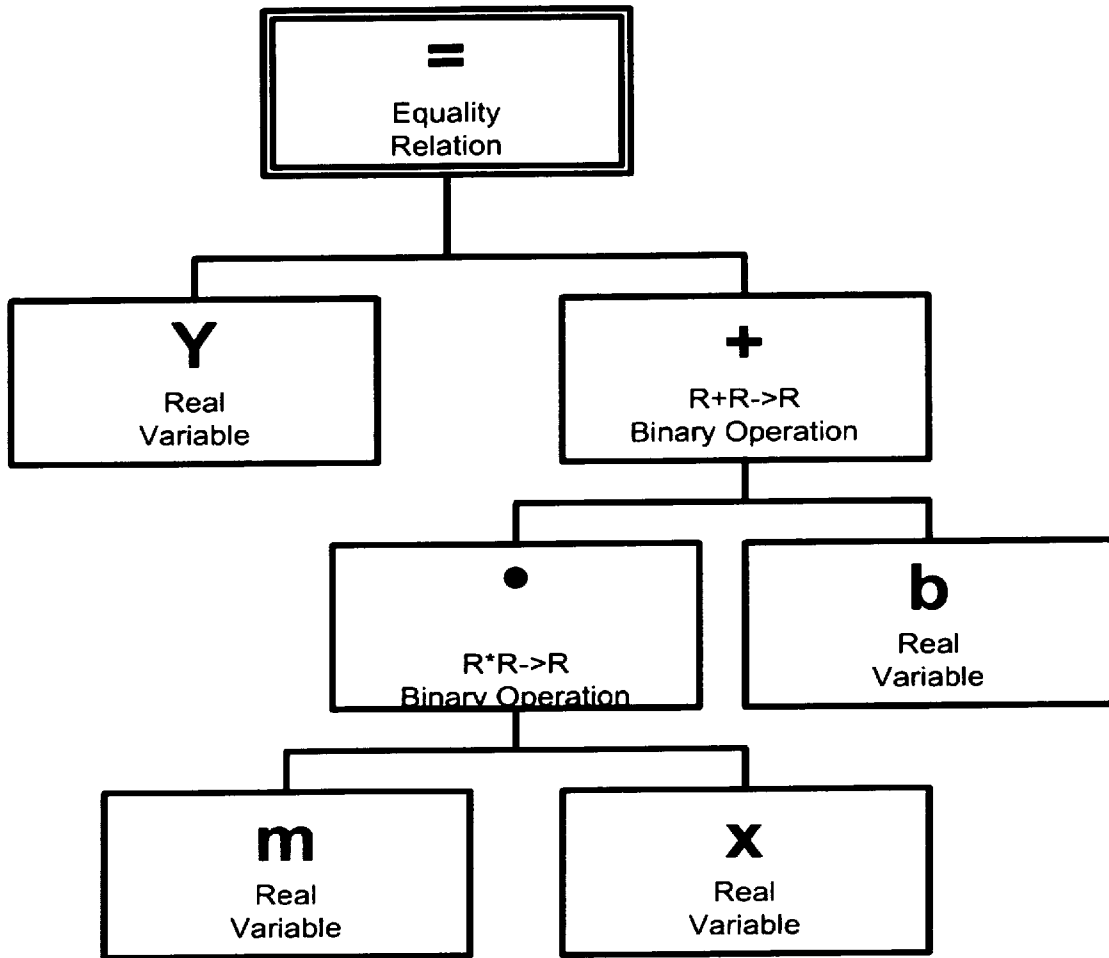 =
Equality
Relation
Y
Real
Variable
+
R+R->R
Binary Operation
•
R*R->R
Binary Operation
b
Real
Variable
m
Real
Variable
x
Real
Variable